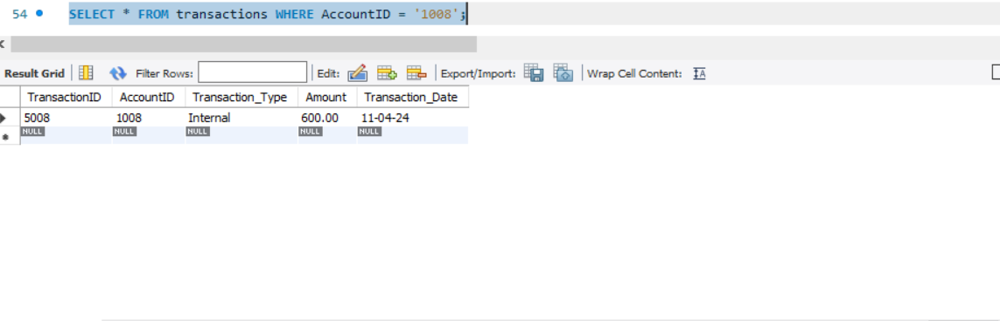 54 SELECT * FROM transactions WHERE AccountID = '1008';
Result Grid Filter Rows: Edit: Export/Import: Wrap Cell Content: IA
TransactionID AccountID Transaction_Type Amount Transaction_Date
5008 1008 Internal 600.00 11-04-24
NULL NULL NULL NULL NULL